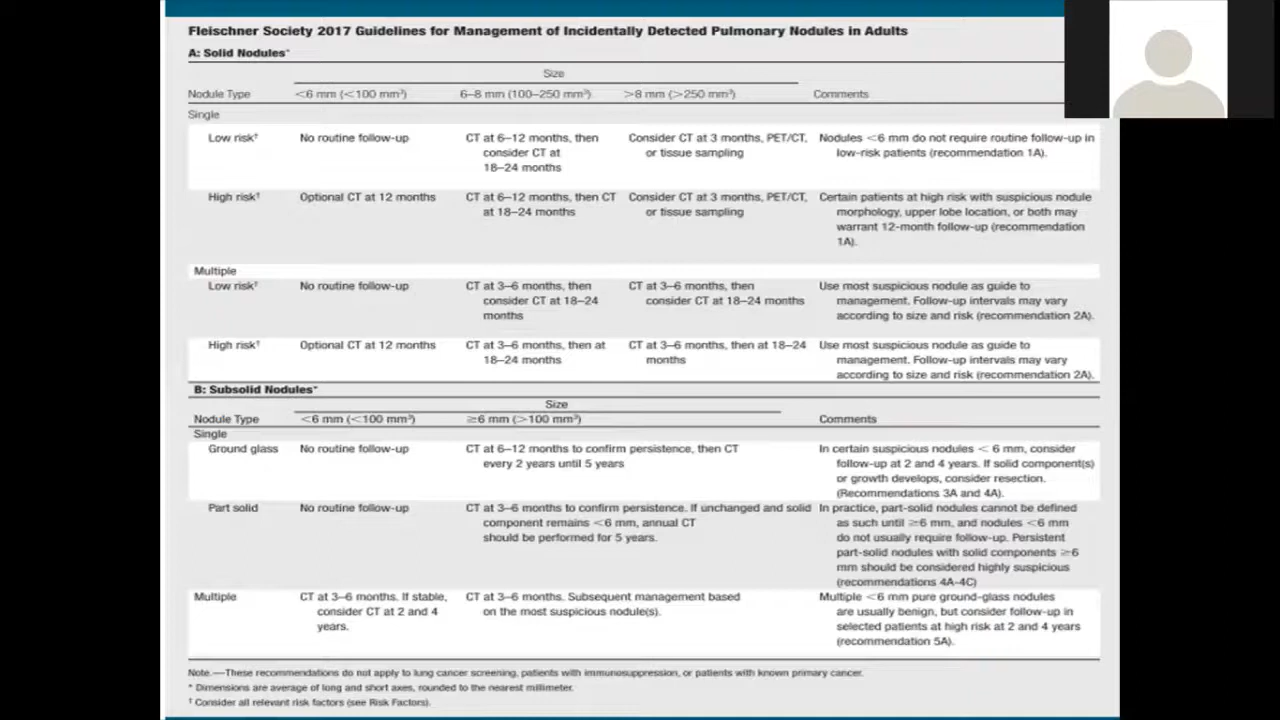 Fleischner Society 2017 Guidelines for Management of Incidentally Detected Pulmonary Nodules in Adults
A: Solid Nodules*
Size
Nodule Type <6 mm (<100 mm³) 6–8 mm (100–250 mm³) >8 mm (>250 mm³) Comments
Single
Low risk† No routine follow-up CT at 6–12 months, then Consider CT at 3 months, PET/CT, Nodules <6 mm do not require routine follow-up in
consider CT at or tissue sampling low-risk patients (recommendation 1A).
18–24 months
High risk† Optional CT at 12 months CT at 6–12 months, then CT Consider CT at 3 months, PET/CT, Certain patients at high risk with suspicious nodule
at 18–24 months or tissue sampling morphology, upper lobe location, or both may
warrant 12-month follow-up (recommendation
1A).
Multiple
Low risk† No routine follow-up CT at 3–6 months, then CT at 3–6 months, then Use most suspicious nodule as guide to
consider CT at 18–24 consider CT at 18–24 months management. Follow-up intervals may vary
months according to size and risk (recommendation 2A).
High risk† Optional CT at 12 months CT at 3–6 months, then at CT at 3–6 months, then at 18–24 Use most suspicious nodule as guide to
18–24 months months management. Follow-up intervals may vary
according to size and risk (recommendation 2A).
B: Subsolid Nodules*
Size
Nodule Type <6 mm (<100 mm³) ≥6 mm (>100 mm³) Comments
Single
Ground glass No routine follow-up CT at 6–12 months to confirm persistence, then CT In certain suspicious nodules < 6 mm, consider
every 2 years until 5 years follow-up at 2 and 4 years. If solid component(s)
or growth develops, consider resection.
(Recommendations 3A and 4A).
Part solid No routine follow-up CT at 3–6 months to confirm persistence. If unchanged and solid In practice, part-solid nodules cannot be defined
component remains <6 mm, annual CT as such until ≥6 mm, and nodules <6 mm
should be performed for 5 years. do not usually require follow-up. Persistent
part-solid nodules with solid components ≥6
mm should be considered highly suspicious
(recommendations 4A-4C)
Multiple CT at 3–6 months. If stable, CT at 3–6 months. Subsequent management based Multiple <6 mm pure ground-glass nodules
consider CT at 2 and 4 on the most suspicious nodule(s). are usually benign, but consider follow-up in
years. selected patients at high risk at 2 and 4 years
(recommendation 5A).
Note.—These recommendations do not apply to lung cancer screening, patients with immunosuppression, or patients with known primary cancer.
* Dimensions are average of long and short axes, rounded to the nearest millimeter.
† Consider all relevant risk factors (see Risk Factors).